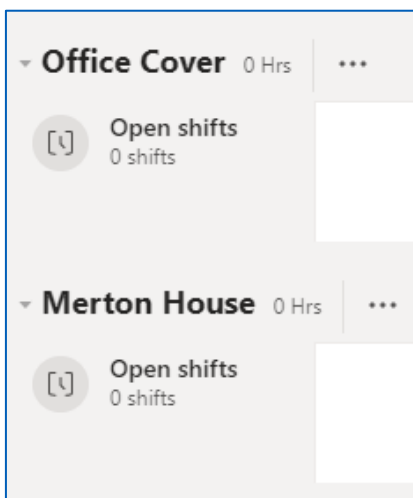 Office Cover 0 Hrs ...
Open shifts
0 shifts
Merton House 0 Hrs ...
Open shifts
0 shifts